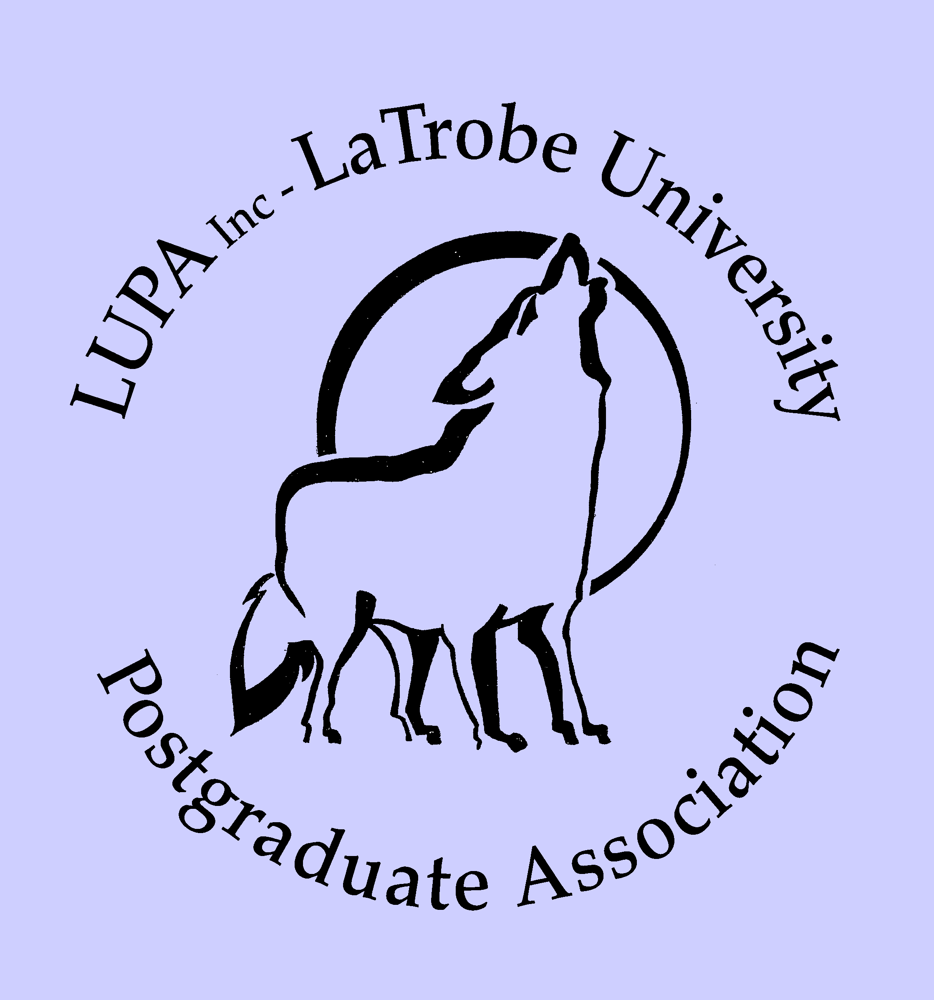 LUPA Inc - LaTrobe University
Postgraduate Association